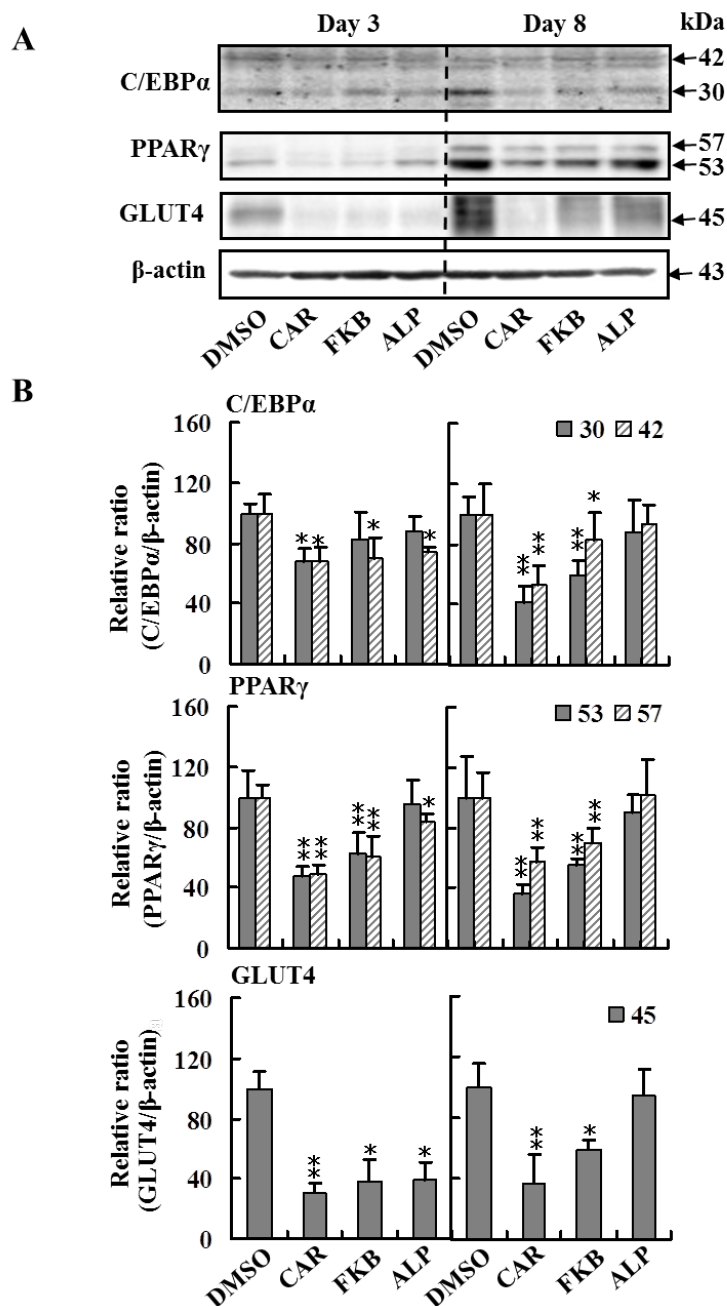 A
Day 3 Day 8 kDa
C/EBPα 42
30
PPARγ 57
53
GLUT4 45
β-actin 43
DMSO CAR FKB ALP DMSO CAR FKB ALP
B
C/EBPα
Relative ratio
(C/EBPα/β-actin)
160
120
80
40
0
30 42
* * * * ** ** ** *
PPARγ
Relative ratio
(PPARγ/β-actin)
160
120
80
40
0
53 57
** ** ** ** * ** ** ** **
GLUT4
Relative ratio
(GLUT4/β-actin)
160
120
80
40
0
45
** * * ** *
DMSO CAR FKB ALP DMSO CAR FKB ALP